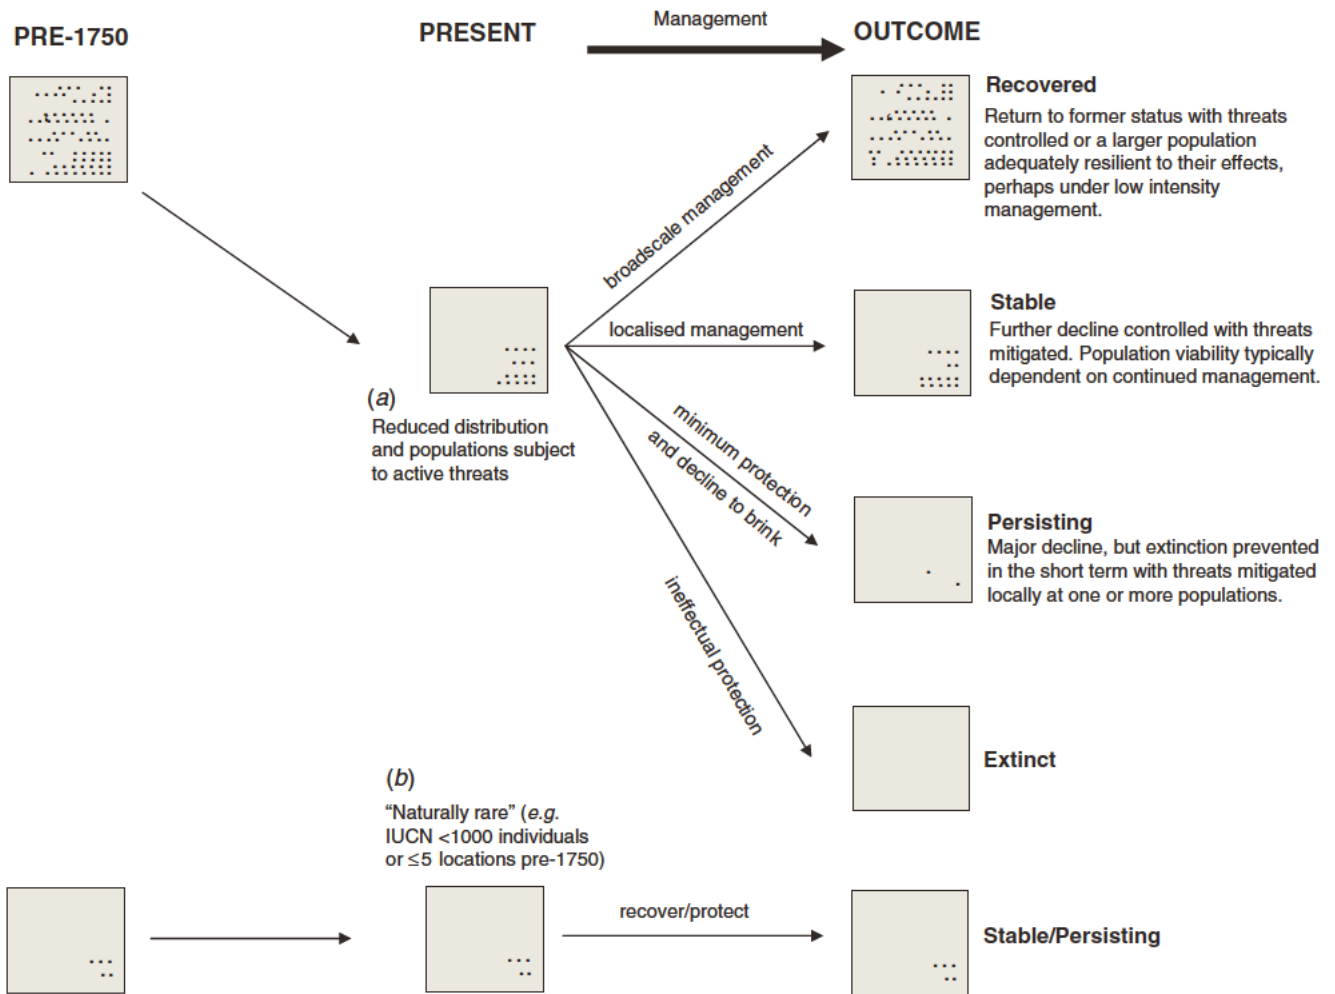 PRE-1750
PRESENT
Management
OUTCOME
Recovered
Return to former status with threats
controlled or a larger population
adequately resilient to their effects,
perhaps under low intensity
management.
broadscale management
Stable
Further decline controlled with threats
mitigated. Population viability typically
dependent on continued management.
localised management
(a)
Reduced distribution
and populations subject
to active threats
minimum protection
and decline to brink
Persisting
Major decline, but extinction prevented
in the short term with threats mitigated
locally at one or more populations.
ineffectual protection
Extinct
(b)
“Naturally rare” (e.g.
IUCN <1000 individuals
or ≤5 locations pre-1750)
recover/protect
Stable/Persisting